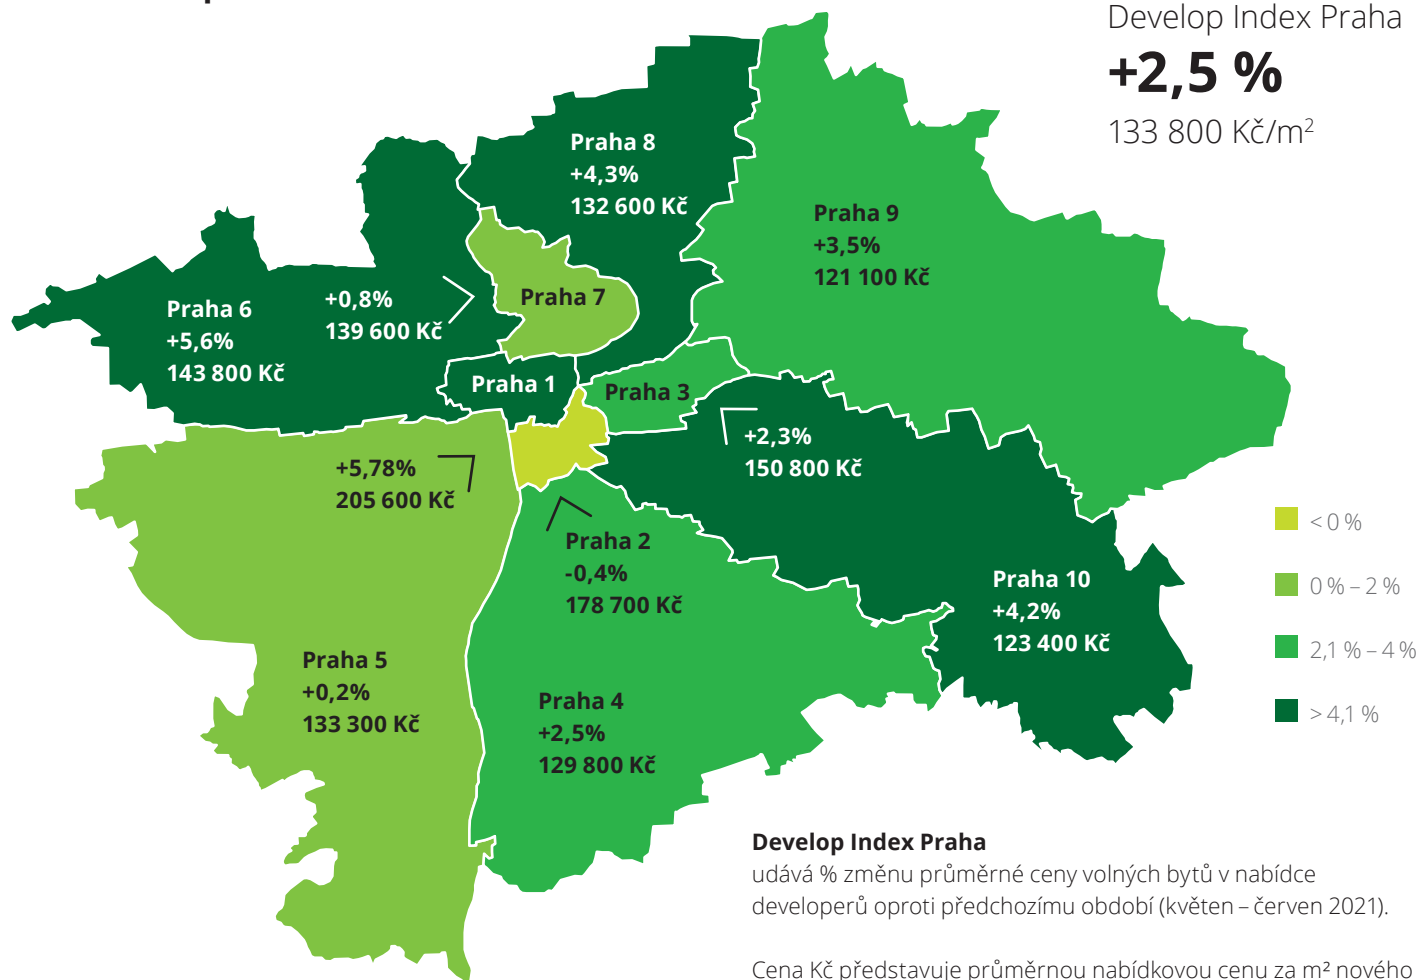 Develop Index Praha
+2,5 %
133 800 Kč/m²
Praha 8
+4,3%
132 600 Kč
Praha 9
+3,5%
121 100 Kč
Praha 6
+5,6%
143 800 Kč
+0,8%
139 600 Kč
Praha 7
Praha 1
Praha 3
+2,3%
150 800 Kč
+5,78%
205 600 Kč
Praha 2
-0,4%
178 700 Kč
Praha 10
+4,2%
123 400 Kč
Praha 5
+0,2%
133 300 Kč
Praha 4
+2,5%
129 800 Kč
< 0 %
0 % – 2 %
2,1 % – 4 %
> 4,1 %
Develop Index Praha
udává % změnu průměrné ceny volných bytů v nabídce
developerů oproti předchozímu období (květen – červen 2021).
Cena Kč představuje průměrnou nabídkovou cenu za m² nového